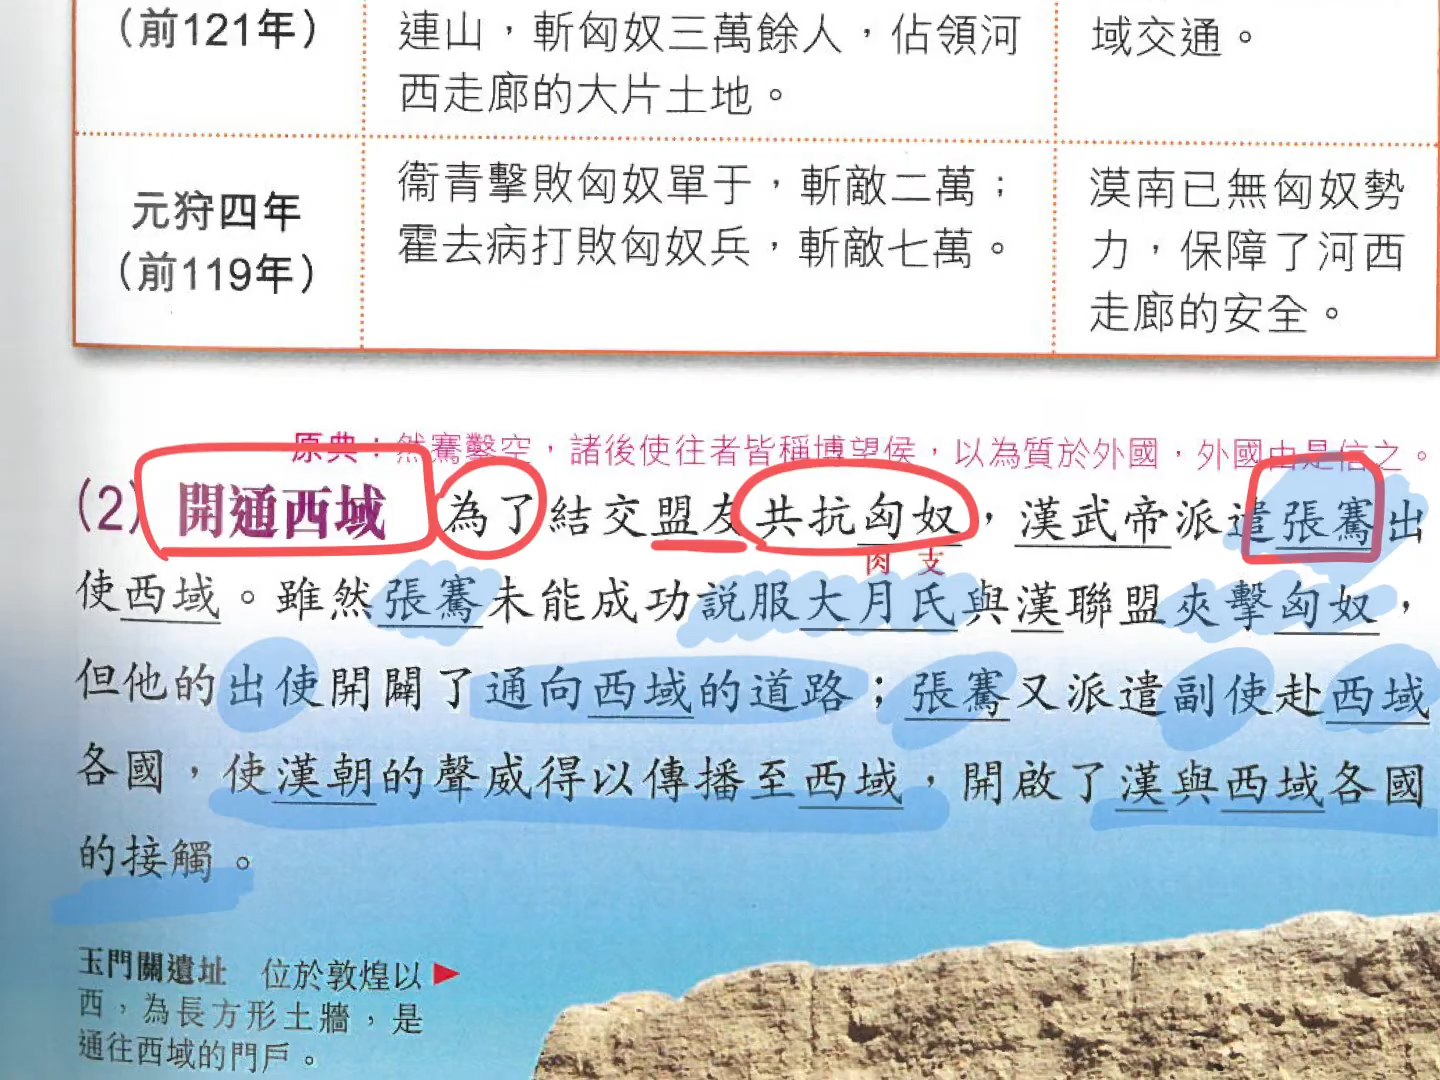 (前121年)
連山，斬匈奴三萬餘人，佔領河
西走廊的大片土地。
域交通。
元狩四年
(前119年)
衞青擊敗匈奴單于，斬敵二萬；
霍去病打敗匈奴兵，斬敵七萬。
漠南已無匈奴勢
力，保障了河西
走廊的安全。
原典：然騫鑿空，諸後使往者皆稱博望侯，以為質於外國，外國由是信之。
(2) 開通西域 為了結交盟友共抗匈奴，漢武帝派遣張騫出
肉 支
使西域。雖然張騫未能成功説服大月氏與漢聯盟夾擊匈奴，
但他的出使開闢了通向西域的道路；張騫又派遣副使赴西域
各國，使漢朝的聲威得以傳播至西域，開啟了漢與西域各國
的接觸。
玉門關遺址 位於敦煌以
西，為長方形土牆，是
通往西域的門戶。